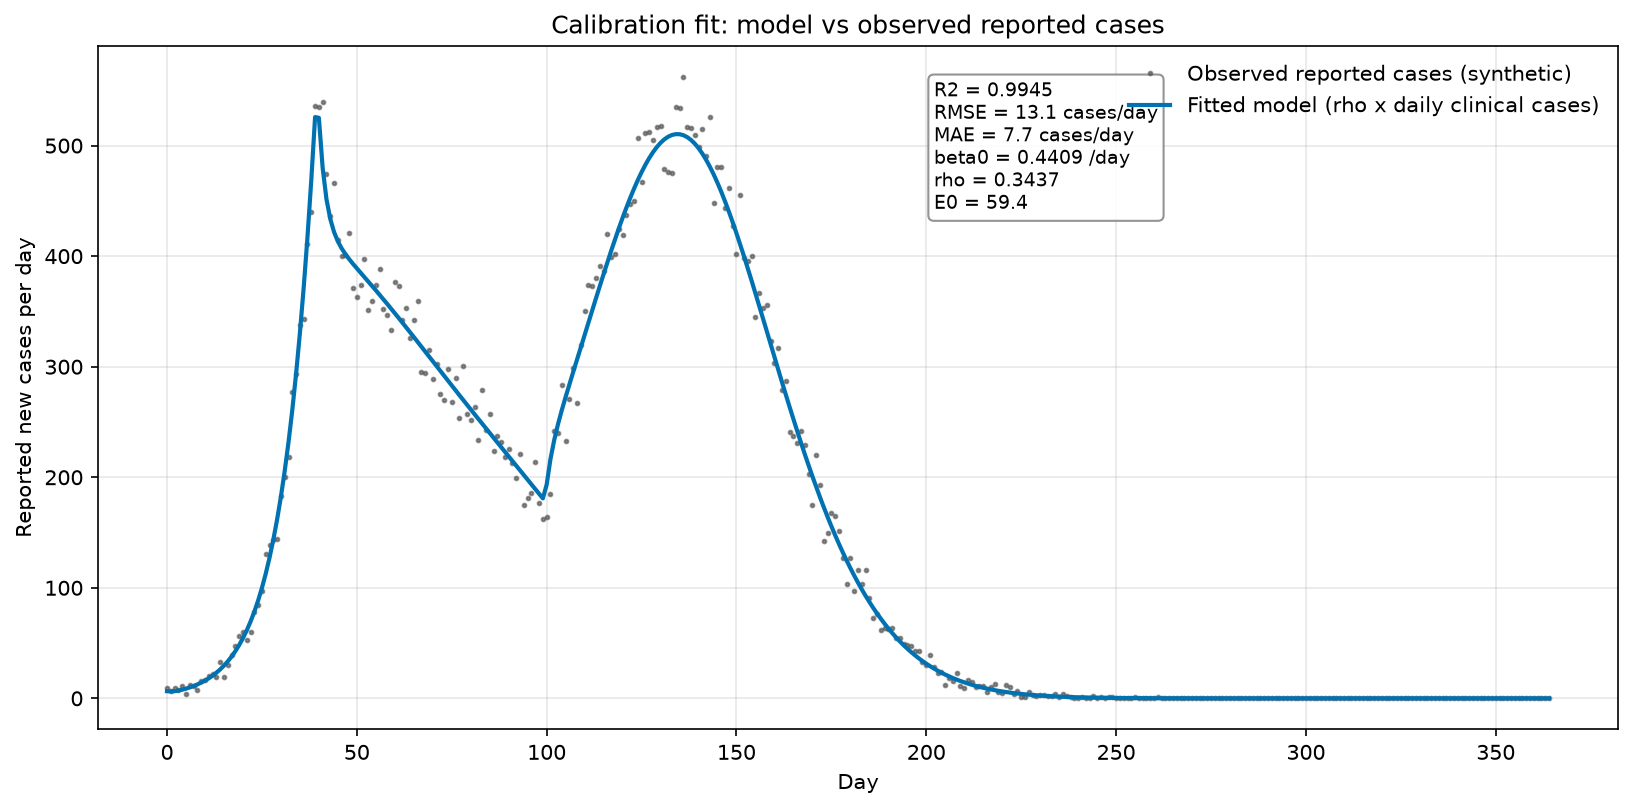 Calibration fit: model vs observed reported cases
Reported new cases per day
500
400
300
200
100
0
R2 = 0.9945
RMSE = 13.1 cases/day
MAE = 7.7 cases/day
beta0 = 0.4409 /day
rho = 0.3437
E0 = 59.4
Observed reported cases (synthetic)
Fitted model (rho x daily clinical cases)
0 50 100 150 200 250 300 350
Day